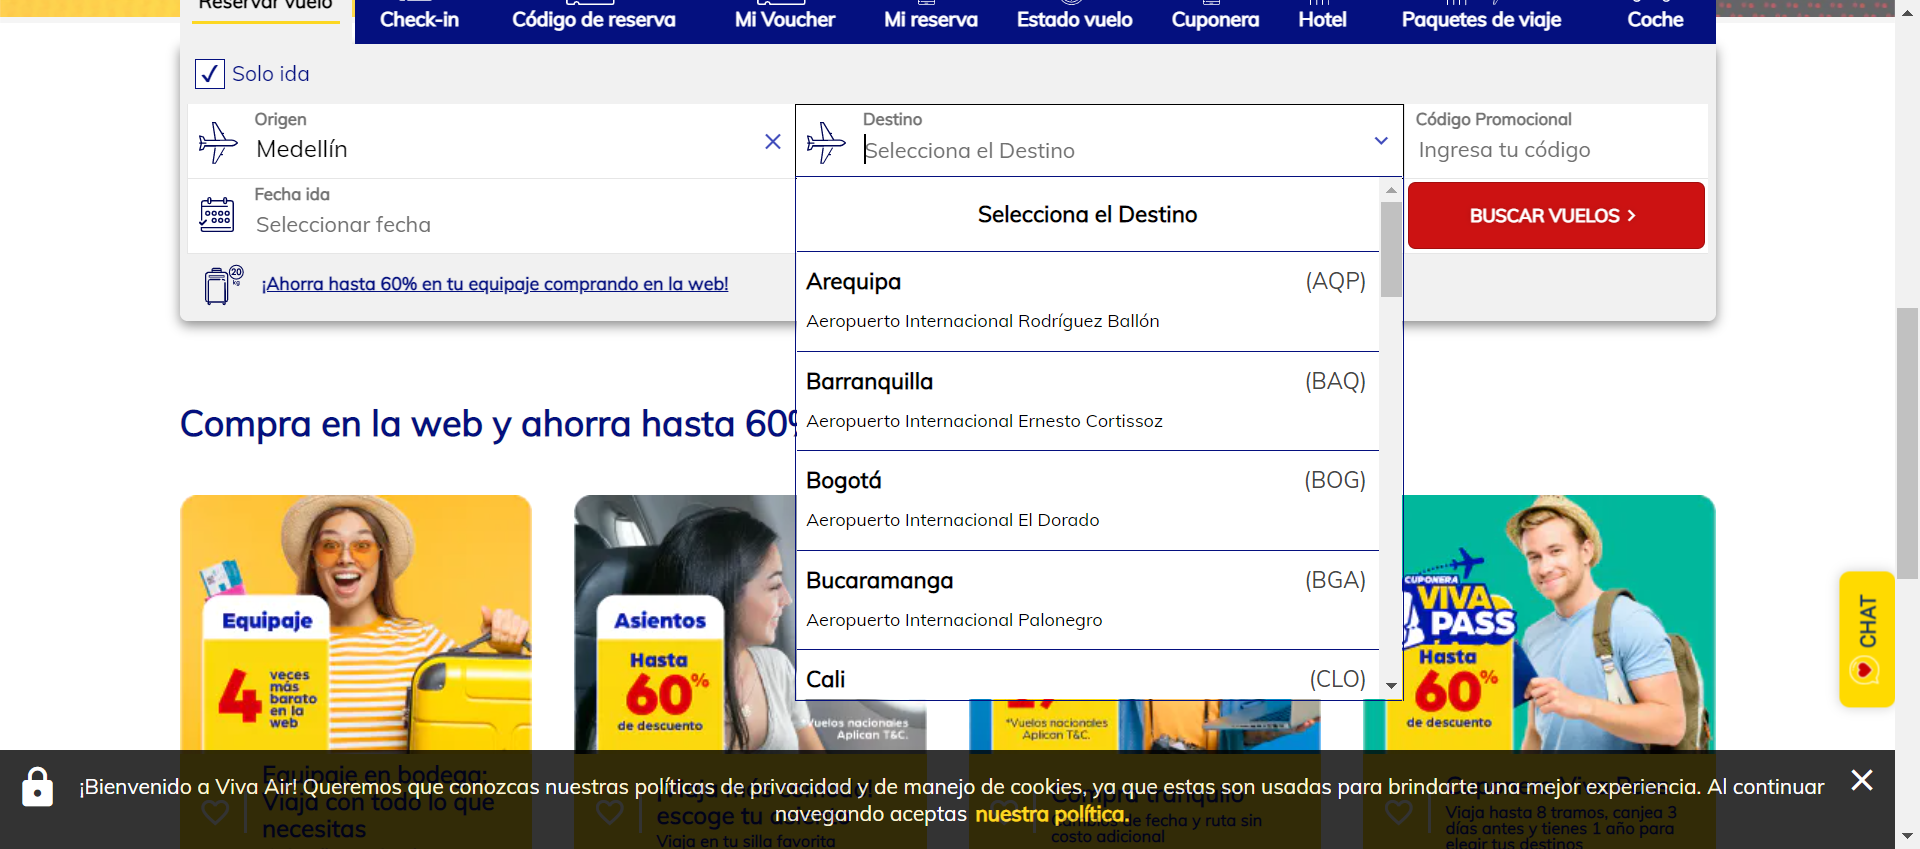 Reservar vuelo
Check-in
Código de reserva
Mi Voucher
Mi reserva
Estado vuelo
Cuponera
Hotel
Paquetes de viaje
Coche
Solo ida
Origen
Medellín
Destino
Selecciona el Destino
Código Promocional
Ingresa tu código
Fecha ida
Seleccionar fecha
BUSCAR VUELOS
20 kg
¡Ahorra hasta 60% en tu equipaje comprando en la web!
Selecciona el Destino
Arequipa (AQP)
Aeropuerto Internacional Rodríguez Ballón
Barranquilla (BAQ)
Aeropuerto Internacional Ernesto Cortissoz
Bogotá (BOG)
Aeropuerto Internacional El Dorado
Bucaramanga (BGA)
Aeropuerto Internacional Palonegro
Cali (CLO)
Compra en la web y ahorra hasta 60%
Equipaje
4 veces
más
barato
en la
web
Asientos
Hasta
60%
de descuento
*Vuelos nacionales
Aplican T&C.
*Vuelos nacionales
Aplican T&C.
CUPONERA
VIVA
PASS
Hasta
60%
de descuento
CHAT
¡Bienvenido a Viva Air! Queremos que conozcas nuestras políticas de privacidad y de manejo de cookies, ya que estas son usadas para brindarte una mejor experiencia. Al continuar
navegando aceptas nuestra política.
Equipaje en bodega:
Viaja con todo lo que
necesitas
escoge tu
Viaja en tu silla favorita
Compra tranquilo
Cambios de fecha y ruta sin
costo adicional
Viaja hasta 8 tramos, canjea 3
días antes y tienes 1 año para
elegir tus destinos